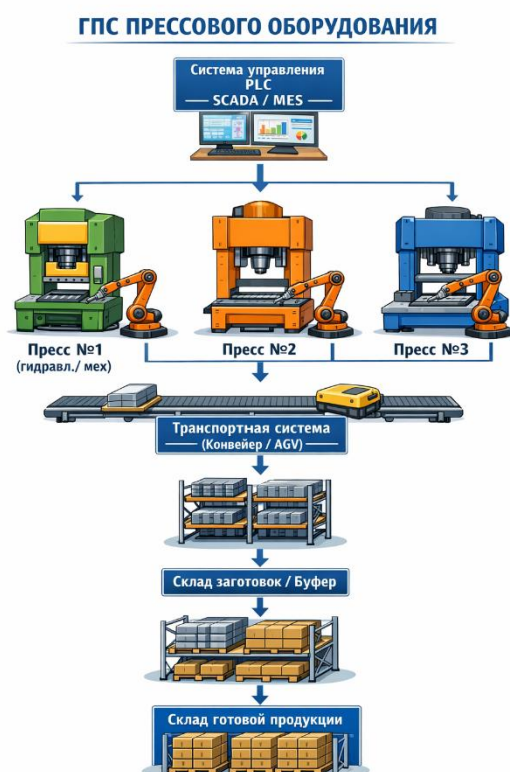 ГПС ПРЕССОВОГО ОБОРУДОВАНИЯ
Система управления
PLC
SCADA / MES
Пресс №1
(гидравл./ мех)
Пресс №2
Пресс №3
Транспортная система
(Конвейер / AGV)
Склад заготовок / Буфер
Склад готовой продукции